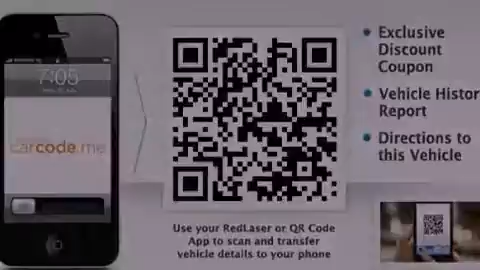 7:05
carcode.me
Exclusive
Discount
Coupon
Vehicle Histor
Report
Directions to
this Vehicle
Use your RedLaser or QR Code
App to scan and transfer
vehicle details to your phone